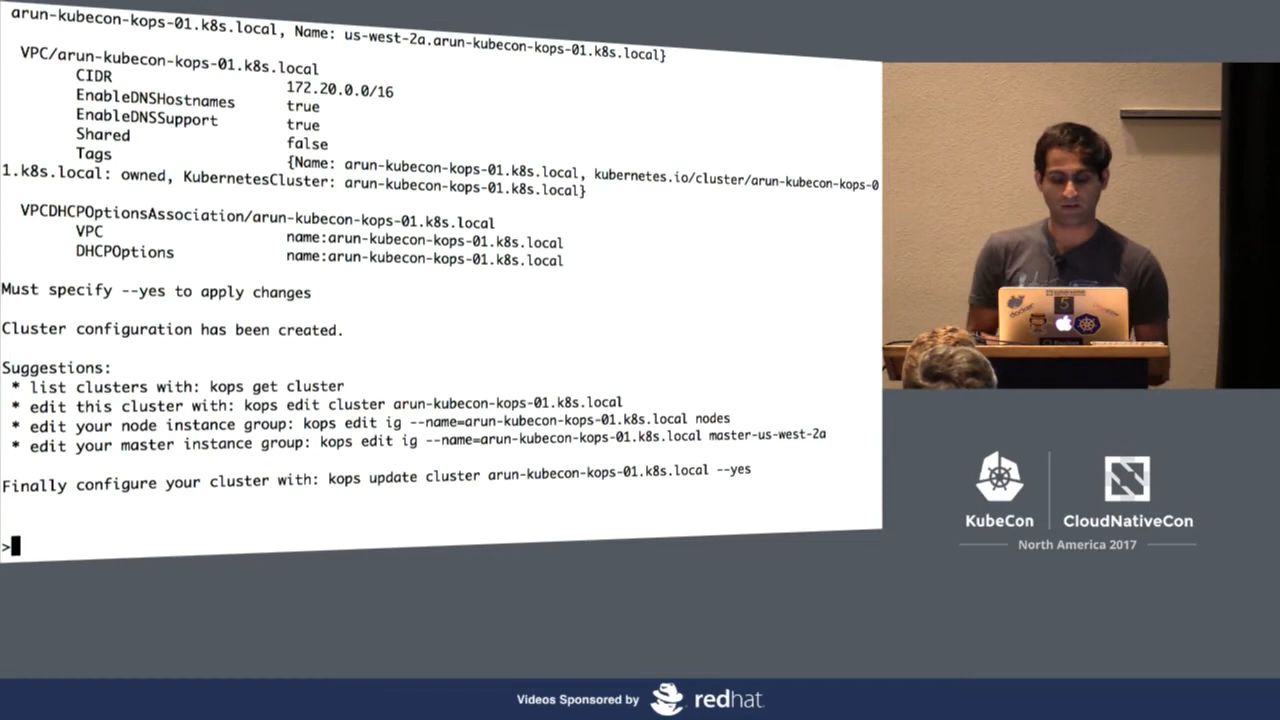 arun-kubecon-kops-01.k8s.local, Name: us-west-2a.arun-kubecon-kops-01.k8s.local}
VPC/arun-kubecon-kops-01.k8s.local
CIDR 172.20.0.0/16
EnableDNSHostnames true
EnableDNSSupport true
Shared false
Tags {Name: arun-kubecon-kops-01.k8s.local, kubernetes.io/cluster/arun-kubecon-kops-0
1.k8s.local: owned, KubernetesCluster: arun-kubecon-kops-01.k8s.local}
VPCDHCPOptionsAssociation/arun-kubecon-kops-01.k8s.local
VPC name:arun-kubecon-kops-01.k8s.local
DHCPOptions name:arun-kubecon-kops-01.k8s.local
Must specify --yes to apply changes
Cluster configuration has been created.
Suggestions:
* list clusters with: kops get cluster
* edit this cluster with: kops edit cluster arun-kubecon-kops-01.k8s.local
* edit your node instance group: kops edit ig --name=arun-kubecon-kops-01.k8s.local nodes
* edit your master instance group: kops edit ig --name=arun-kubecon-kops-01.k8s.local master-us-west-2a
Finally configure your cluster with: kops update cluster arun-kubecon-kops-01.k8s.local --yes
>
docker
5
KubeCon
CloudNativeCon
North America 2017
Videos Sponsored by redhat.